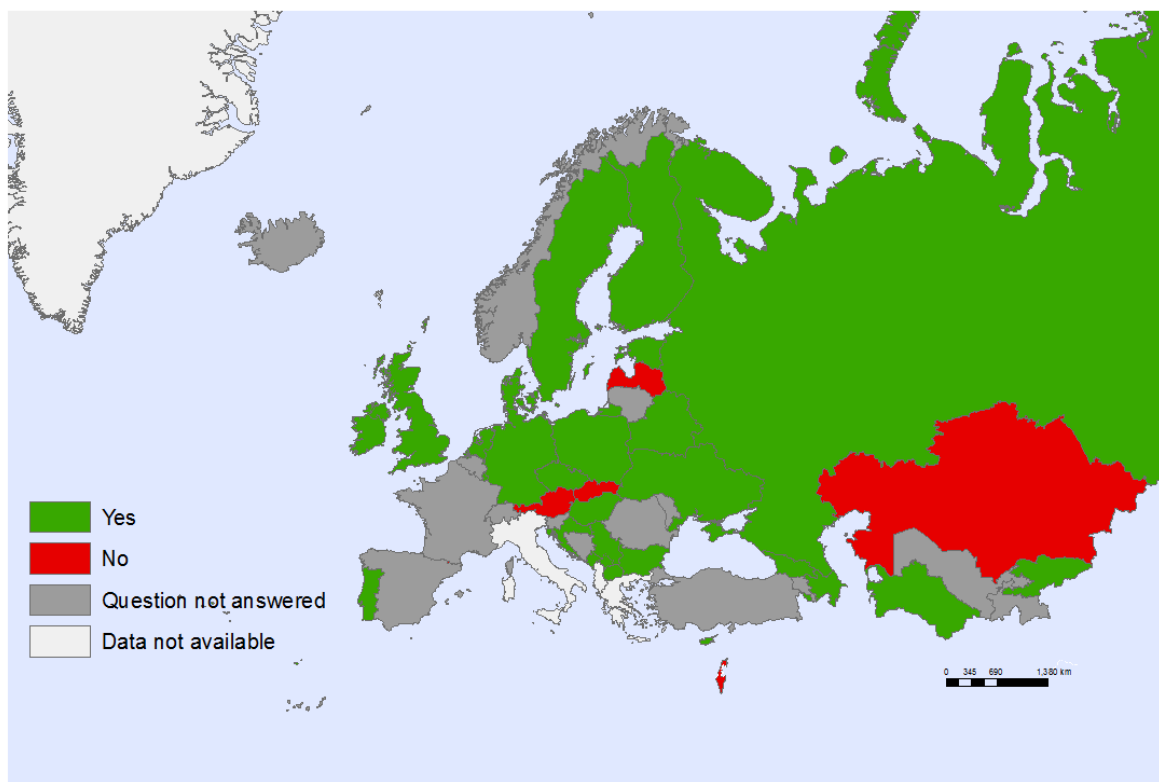 Yes
No
Question not answered
Data not available
0 345 690 1,380 km